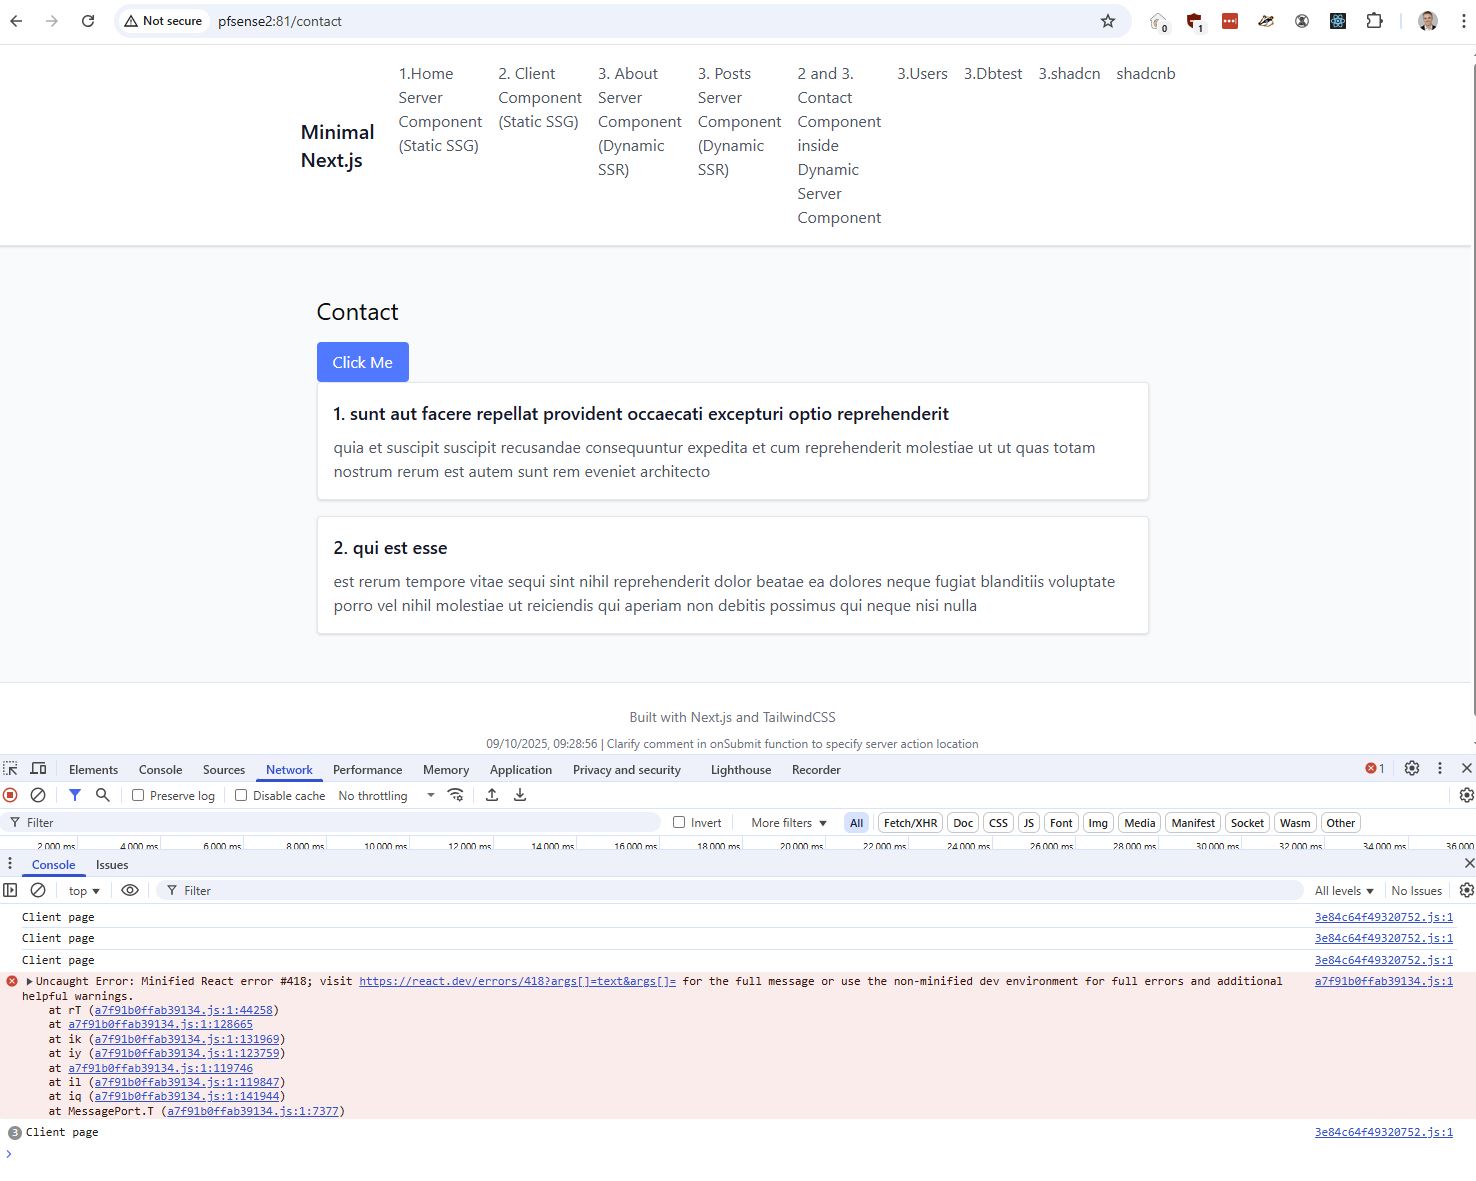 Not secure pfsense2:81/contact
0
1
1.Home Server Component (Static SSG)
2. Client Component (Static SSG)
3. About Server Component (Dynamic SSR)
3. Posts Server Component (Dynamic SSR)
2 and 3. Contact Component inside Dynamic Server Component
3.Users
3.Dbtest
3.shadcn
shadcnb
Minimal
Next.js
Contact
Click Me
1. sunt aut facere repellat provident occaecati excepturi optio reprehenderit
quia et suscipit suscipit recusandae consequuntur expedita et cum reprehenderit molestiae ut ut quas totam
nostrum rerum est autem sunt rem eveniet architecto
2. qui est esse
est rerum tempore vitae sequi sint nihil reprehenderit dolor beatae ea dolores neque fugiat blanditiis voluptate
porro vel nihil molestiae ut reiciendis qui aperiam non debitis possimus qui neque nisi nulla
Built with Next.js and TailwindCSS
09/10/2025, 09:28:56 | Clarify comment in onSubmit function to specify server action location
Elements Console Sources Network Performance Memory Application Privacy and security Lighthouse Recorder 1
Preserve log Disable cache No throttling
Filter Invert More filters All Fetch/XHR Doc CSS JS Font Img Media Manifest Socket Wasm Other
2,000 ms 4,000 ms 6,000 ms 8,000 ms 10,000 ms 12,000 ms 14,000 ms 16,000 ms 18,000 ms 20,000 ms 22,000 ms 24,000 ms 26,000 ms 28,000 ms 30,000 ms 32,000 ms 34,000 ms 36,000
Console Issues
top Filter All levels No Issues
Client page 3e84c64f49320752.js:1
Client page 3e84c64f49320752.js:1
Client page 3e84c64f49320752.js:1
Uncaught Error: Minified React error #418; visit https://react.dev/errors/418?args[]=text&args[]= for the full message or use the non-minified dev environment for full errors and additional a7f91b0ffab39134.js:1
helpful warnings.
at rT (a7f91b0ffab39134.js:1:44258)
at a7f91b0ffab39134.js:1:128665
at ik (a7f91b0ffab39134.js:1:131969)
at iy (a7f91b0ffab39134.js:1:123759)
at a7f91b0ffab39134.js:1:119746
at il (a7f91b0ffab39134.js:1:119847)
at iq (a7f91b0ffab39134.js:1:141944)
at MessagePort.T (a7f91b0ffab39134.js:1:7377)
3 Client page 3e84c64f49320752.js:1